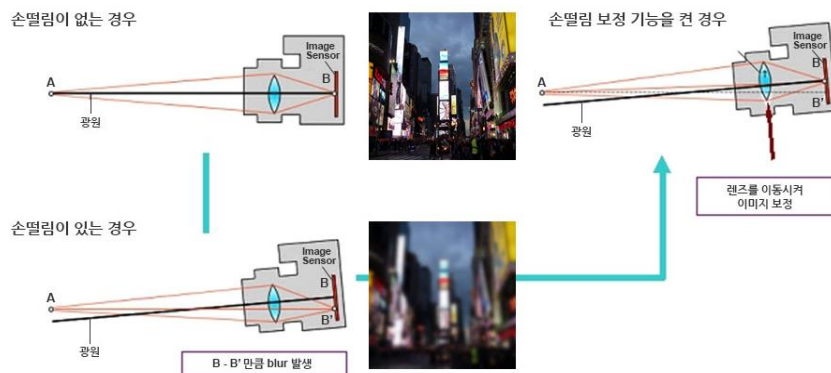 손떨림이 없는 경우
Image
Sensor
B
A
광원
손떨림 보정 기능을 켠 경우
Image
Sensor
B
A
B'
광원
렌즈를 이동시켜
이미지 보정
손떨림이 있는 경우
Image
Sensor
B
A
B'
광원
B - B' 만큼 blur 발생